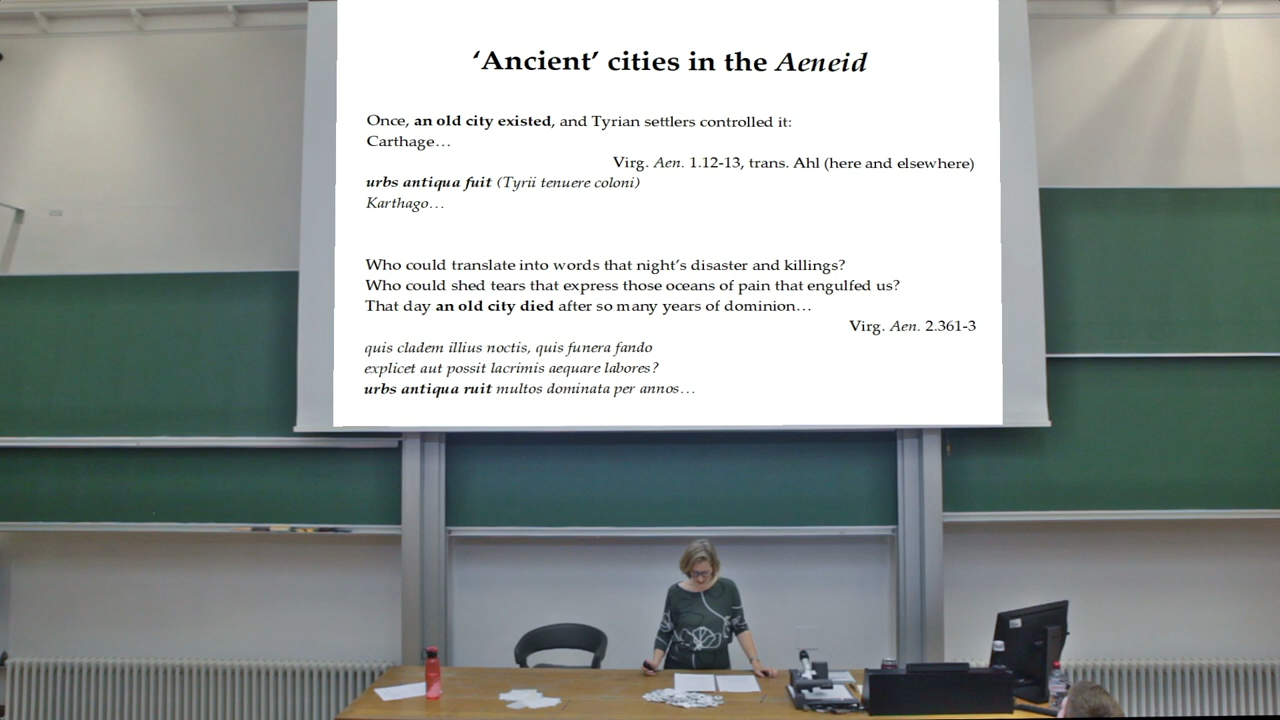 ‘Ancient’ cities in the Aeneid
Once, an old city existed, and Tyrian settlers controlled it:
Carthage…
Virg. Aen. 1.12-13, trans. Ahl (here and elsewhere)
urbs antiqua fuit (Tyrii tenuere coloni)
Karthago…
Who could translate into words that night’s disaster and killings?
Who could shed tears that express those oceans of pain that engulfed us?
That day an old city died after so many years of dominion…
Virg. Aen. 2.361-3
quis cladem illius noctis, quis funera fando
explicet aut possit lacrimis aequare labores?
urbs antiqua ruit multos dominata per annos…